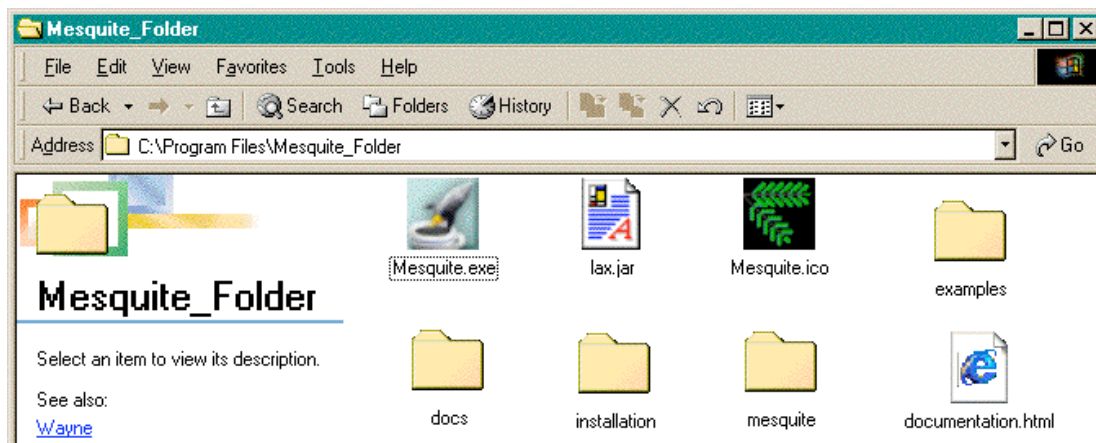 Mesquite_Folder
File Edit View Favorites Tools Help
Back Search Folders History
Address C:\Program Files\Mesquite_Folder Go
Mesquite.exe lax.jar Mesquite.ico examples
Mesquite_Folder
Select an item to view its description.
See also:
Wayne
docs installation mesquite documentation.html